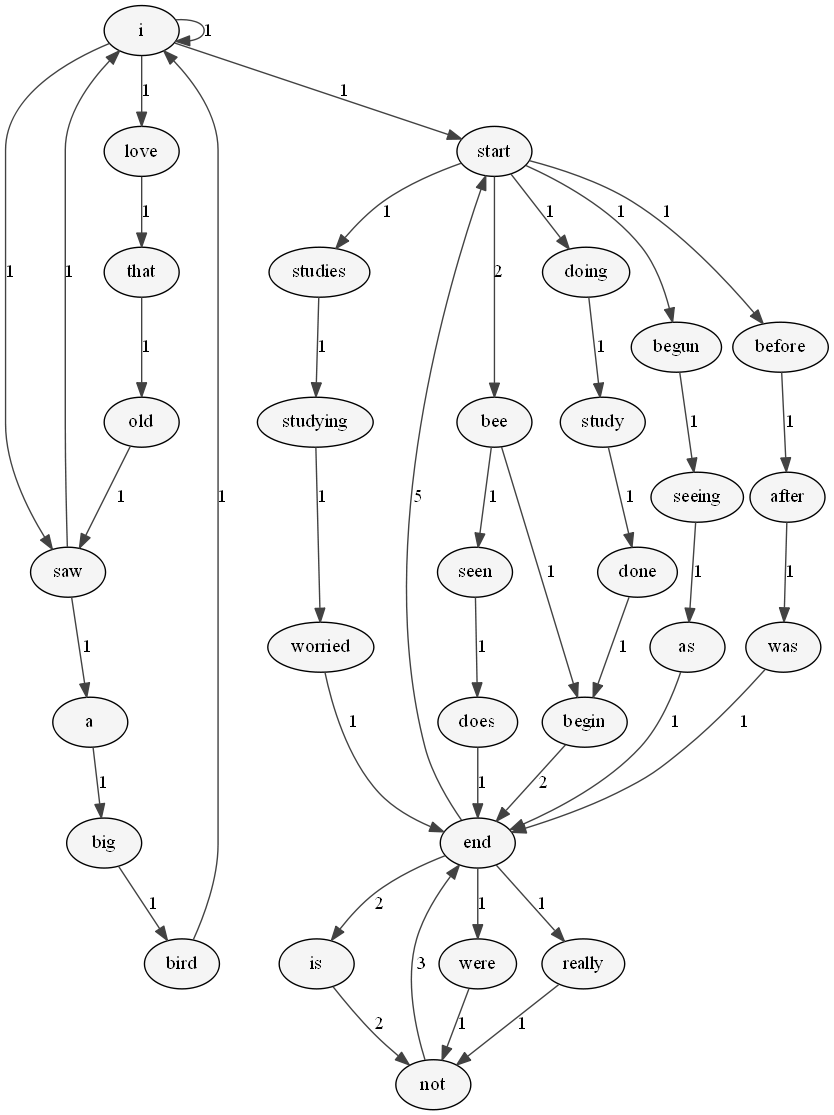 i
1
1
1
love
start
1
1
2
1
1
1
that
studies
doing
1
1
1
1
1
begun
before
old
studying
bee
study
1
1
1
5
1
1
seeing
after
1
1
1
saw
seen
done
1
1
1
1
worried
as
was
a
1
does
begin
1
1
1
1
2
big
end
1
2
1
1
bird
is
were
really
3
2
1
1
not